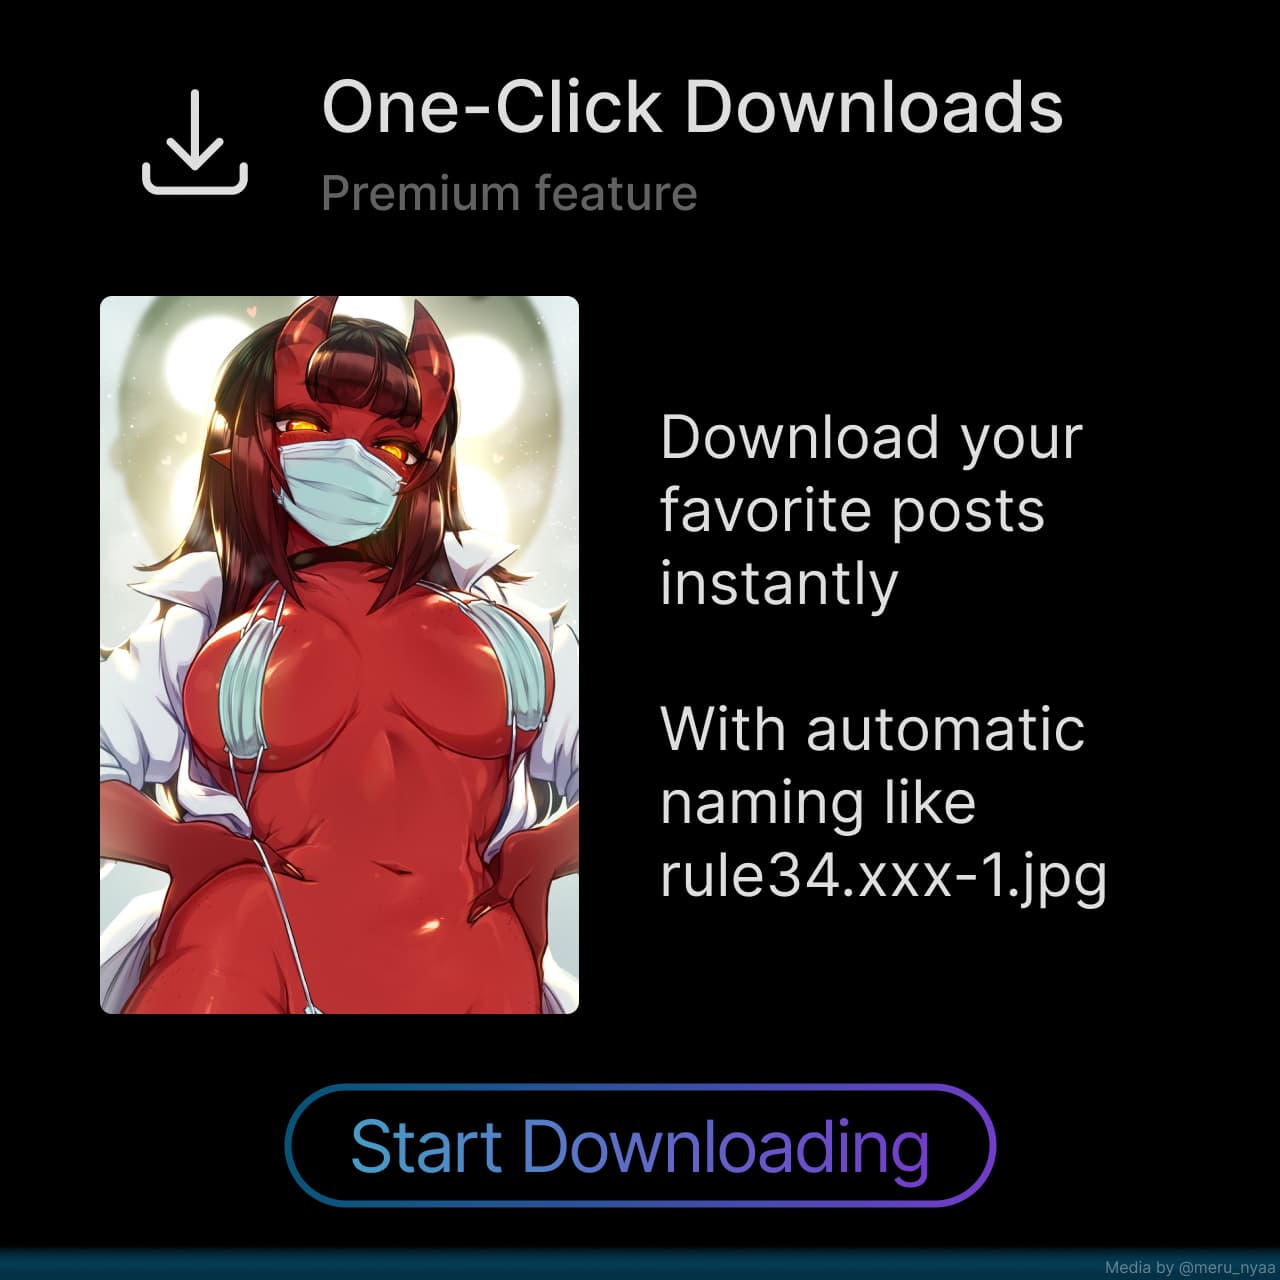 One-Click Downloads
Premium feature
Download your
favorite posts
instantly
With automatic
naming like
rule34.xxx-1.jpg
Start Downloading
Media by @meru_nyaa